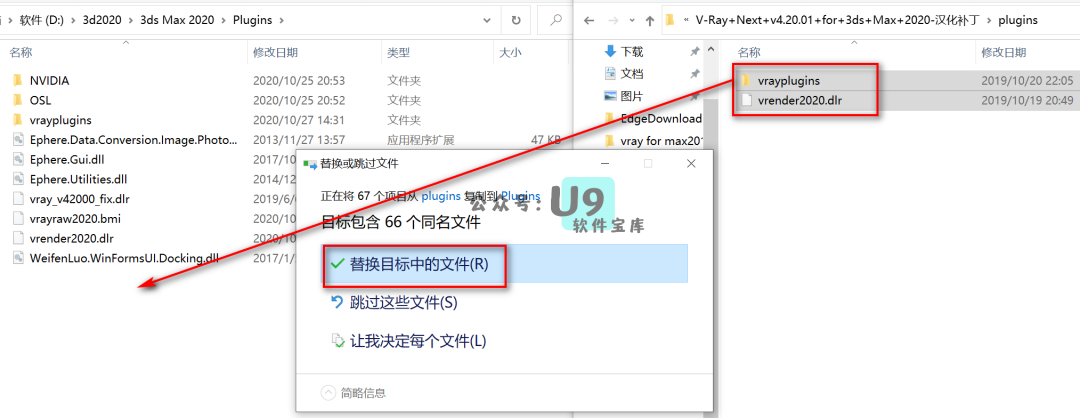 软件 (D:) › 3d2020 › 3ds Max 2020 › Plugins ›
名称 修改日期 类型 大小
NVIDIA 2020/10/25 20:53 文件夹
OSL 2020/10/25 20:52 文件夹
vrayplugins 2020/10/27 14:31 文件夹
Ephere.Data.Conversion.Image.Photo... 2013/11/27 13:57 应用程序扩展 47 KB
Ephere.Gui.dll 2017/10
Ephere.Utilities.dll 2014/12
vray_v42000_fix.dlr 2019/6/
vrayraw2020.bmi 2020/10
vrender2020.dlr 2020/10
WeifenLuo.WinFormsUI.Docking.dll 2017/1/
« V-Ray+Next+v4.20.01+for+3ds+Max+2020-汉化补丁 › plugins
下载
文档
图片
EdgeDownload
vray for max201
名称 修改日期
vrayplugins 2019/10/20 22:05
vrender2020.dlr 2019/10/19 20:49
替换或跳过文件
正在将 67 个项目从 plugins 复制到 Plugins
目标包含 66 个同名文件
替换目标中的文件(R)
跳过这些文件(S)
让我决定每个文件(L)
简略信息
公众号: U9
软件宝库